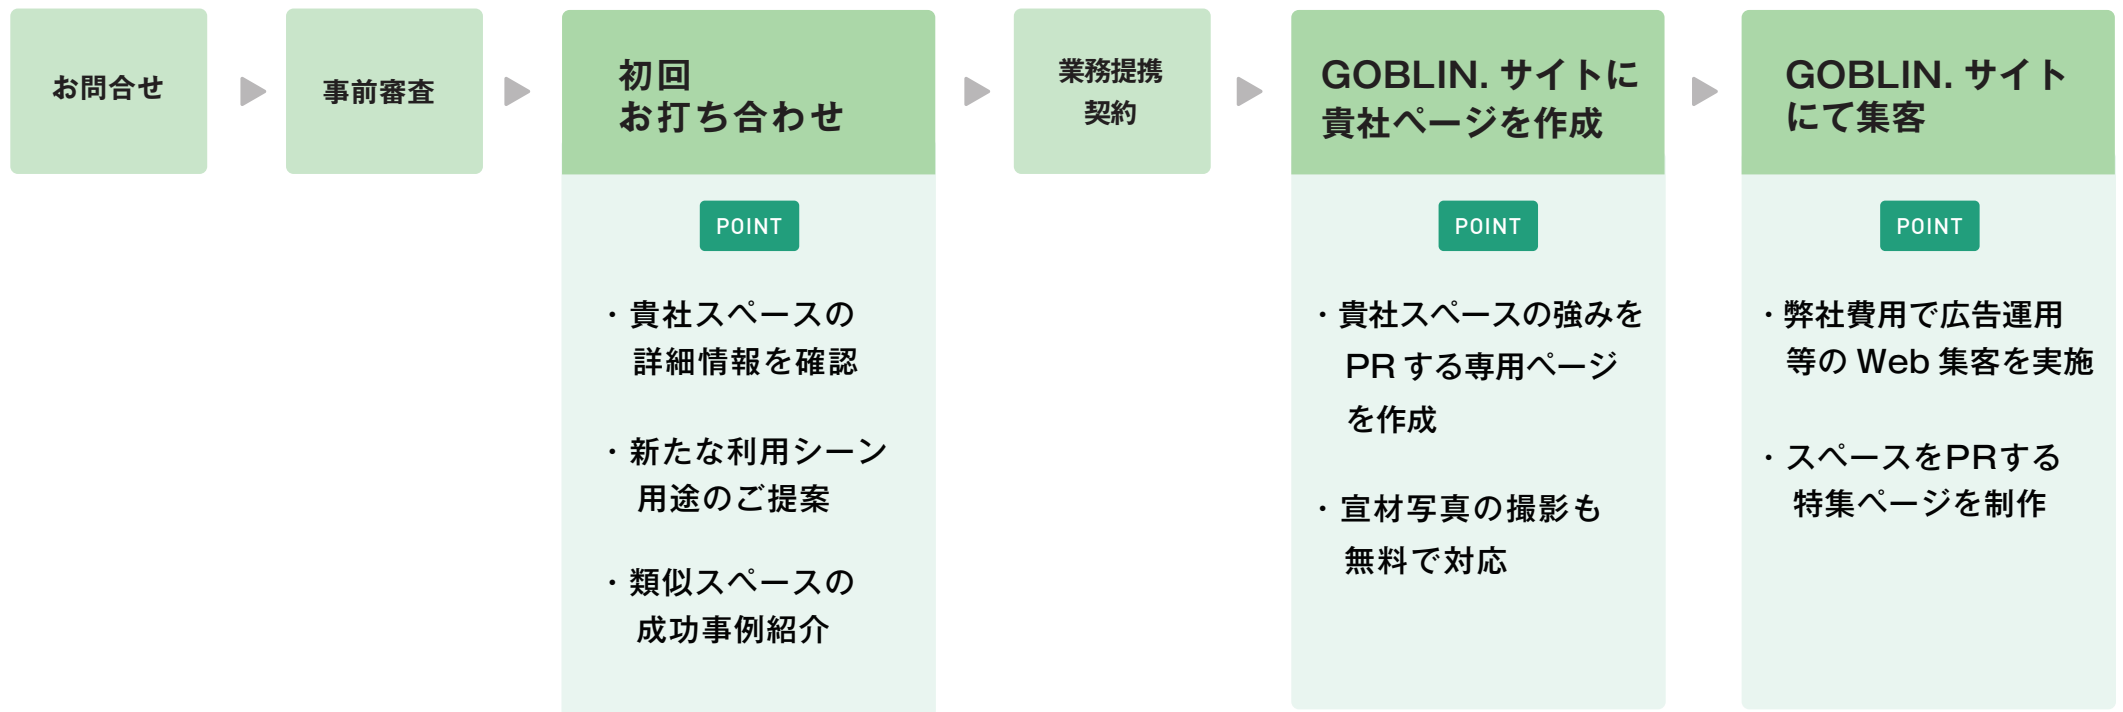 お問合せ
事前審査
初回
お打ち合わせ
POINT
・貴社スペースの
詳細情報を確認
・新たな利用シーン
用途のご提案
・類似スペースの
成功事例紹介
業務提携
契約
GOBLIN. サイトに
貴社ページを作成
POINT
・貴社スペースの強みを
PR する専用ページ
を作成
・宣材写真の撮影も
無料で対応
GOBLIN. サイト
にて集客
POINT
・弊社費用で広告運用
等の Web 集客を実施
・スペースをPRする
特集ページを制作